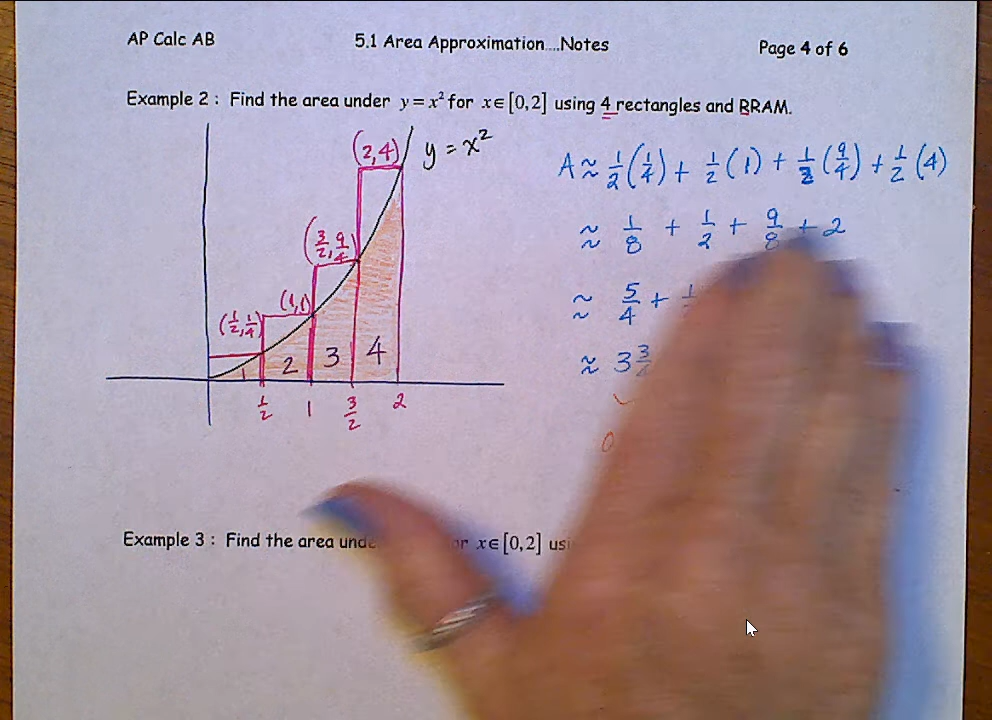 AP Calc AB 5.1 Area Approximation....Notes Page 4 of 6
Example 2 : Find the area under y = x² for x∈[0,2] using 4 rectangles and RRAM.
y = x²
(2,4)
(3/2, 9/4)
(1,1)
(1/2, 1/4)
1 2 3 4
1/2 1 3/2 2
A ≈ 1/2(1/4) + 1/2(1) + 1/2(9/4) + 1/2(4)
≈ 1/8 + 1/2 + 9/8 + 2
≈ 5/4 +
≈ 3
Example 3 : Find the area x∈[0,2]